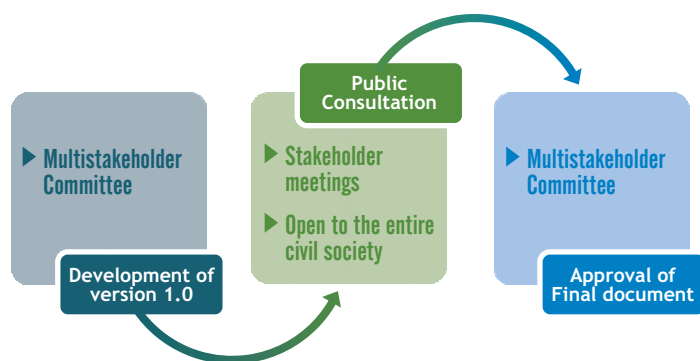 Multistakeholder
Committee
Development of
version 1.0
Public
Consultation
Stakeholder
meetings
Open to the entire
civil society
Multistakeholder
Committee
Approval of
Final document